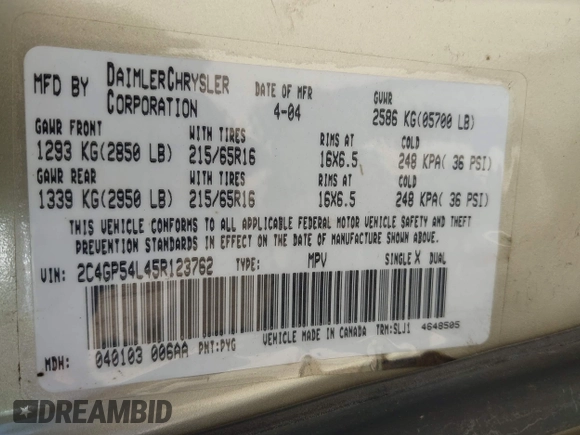 MFD BY DAIMLERCHRYSLER CORPORATION
DATE OF MFR 4-04
GVWR 2586 KG(05700 LB)
GAWR FRONT WITH TIRES RIMS AT COLD
1293 KG(2850 LB) 215/65R16 16X6.5 248 KPA( 36 PSI)
GAWR REAR WITH TIRES RIMS AT COLD
1339 KG(2950 LB) 215/65R16 16X6.5 248 KPA( 36 PSI)
THIS VEHICLE CONFORMS TO ALL APPLICABLE FEDERAL MOTOR VEHICLE SAFETY AND THEFT
PREVENTION STANDARDS IN EFFECT ON THE DATE OF MANUFACTURE SHOWN ABOVE.
VIN: 2C4GP54L45R123762 TYPE: MPV SINGLE X DUAL
VEHICLE MADE IN CANADA TRM:SLJ1 4648505
MDH: 040103 006AA PNT:PYG
DREAMBID